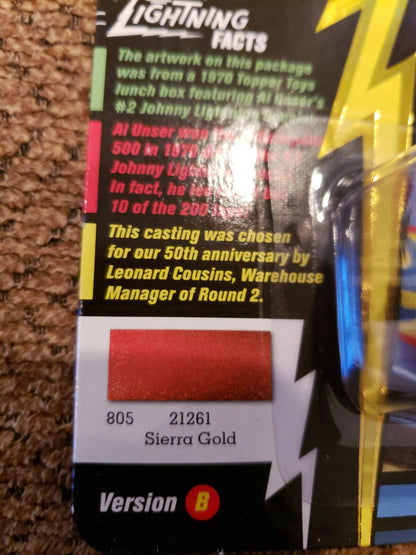 LIGHTNING
FACTS
The artwork on this package
was from a 1970 Topper Toys
lunch box featuring Al Unser's
#2 Johnny
Al Unser won
500 in 1970
Johnny
In fact, he
10 of the 200
This casting was chosen
for our 50th anniversary by
Leonard Cousins, Warehouse
Manager of Round 2.
805 21261
Sierra Gold
Version B